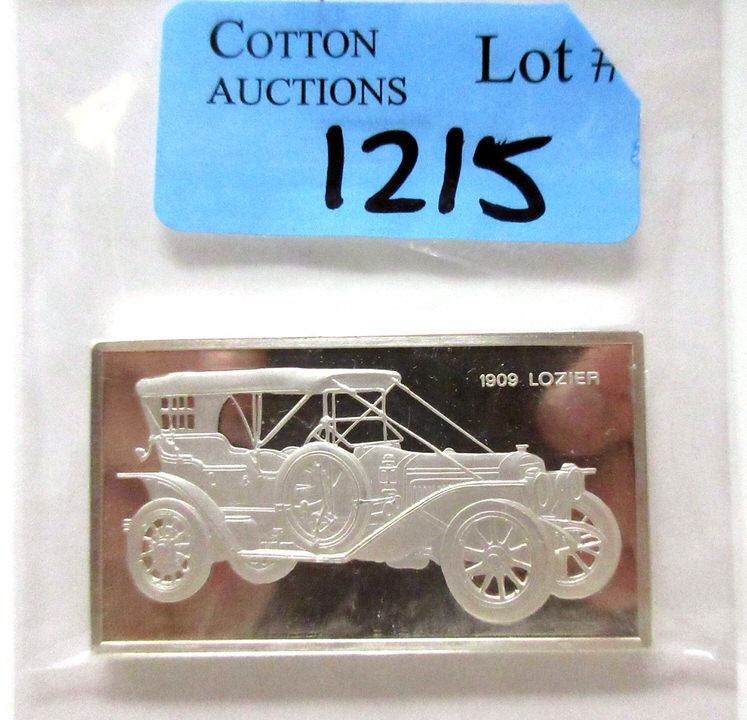 COTTON Lot #
AUCTIONS
1215
1909 LOZIER